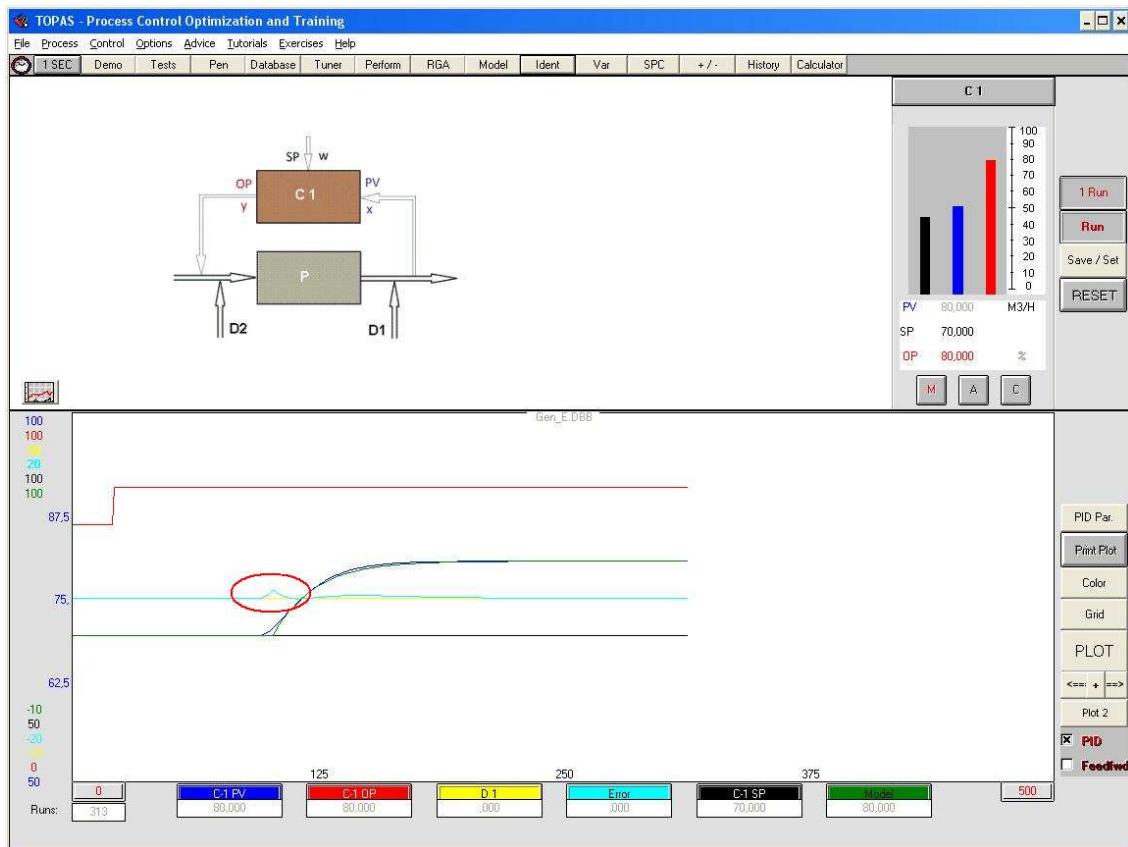 TOPAS - Process Control Optimization and Training
File Process Control Options Advice Tutorials Exercises Help
1 SEC Demo Tests Pen Database Tuner Perform RGA Model Ident Var SPC + / - History Calculator
SP w
OP PV
C 1
y x
P
D2 D1
C 1
100
90
80
70
60
50
40
30
20
10
0
PV 80,000 M3/H
SP 70,000
OP 80,000 %
M A C
1 Run
Run
Save / Set
RESET
Gen_E.DBB
100
100
20
100
100
87,5
75,
62,5
-10
50
-20
0
50
125 250 375
PID Par.
Print Plot
Color
Grid
PLOT
<== + ==>
Plot 2
PID
Feedfwd
0 C-1 PV C-1 OP D 1 Error C-1 SP Model 500
Runs: 313 80,000 80,000 ,000 ,000 70,000 80,000